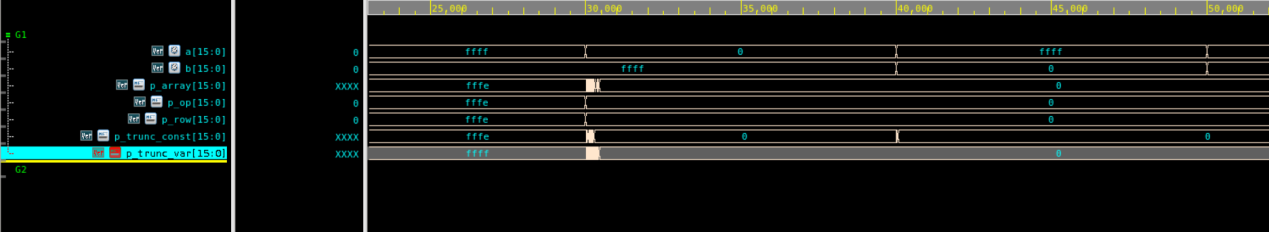 25,000 30,000 35,000 40,000 45,000 50,000
G1
a[15:0] 0 ffff 0 ffff
b[15:0] 0 ffff 0
p_array[15:0] XXXX fffe 0
p_op[15:0] 0 fffe 0
p_row[15:0] 0 fffe 0
p_trunc_const[15:0] XXXX fffe 0 0
p_trunc_var[15:0] XXXX ffff 0
G2